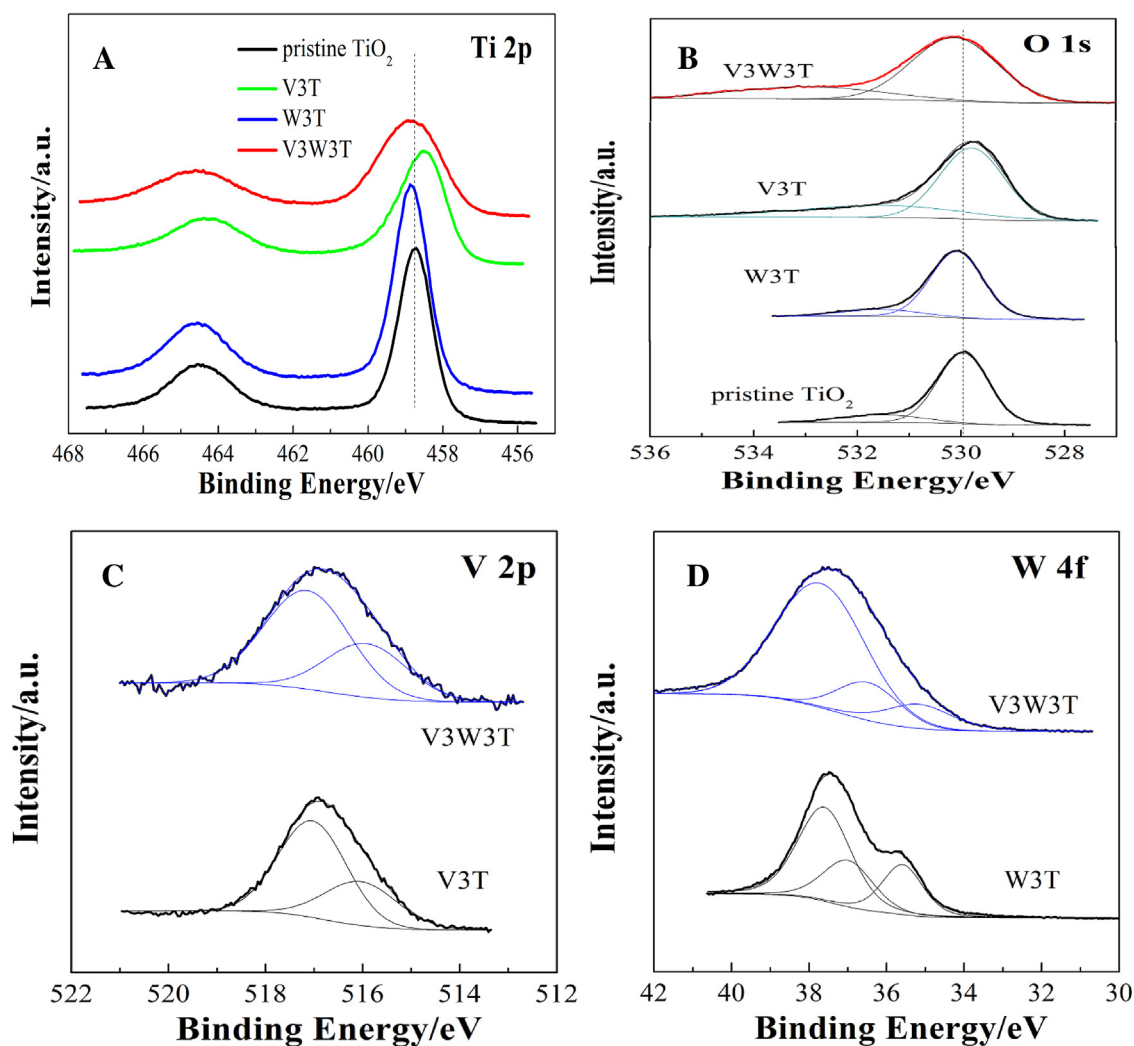 A
Ti 2p
pristine TiO₂
V3T
W3T
V3W3T
Intensity/a.u.
468 466 464 462 460 458 456
Binding Energy/eV
B
O 1s
V3W3T
V3T
W3T
pristine TiO₂
Intensity/a.u.
536 534 532 530 528
Binding Energy/eV
C
V 2p
V3W3T
V3T
Intensity/a.u.
522 520 518 516 514 512
Binding Energy/eV
D
W 4f
V3W3T
W3T
Intensity/a.u.
42 40 38 36 34 32 30
Binding Energy/eV